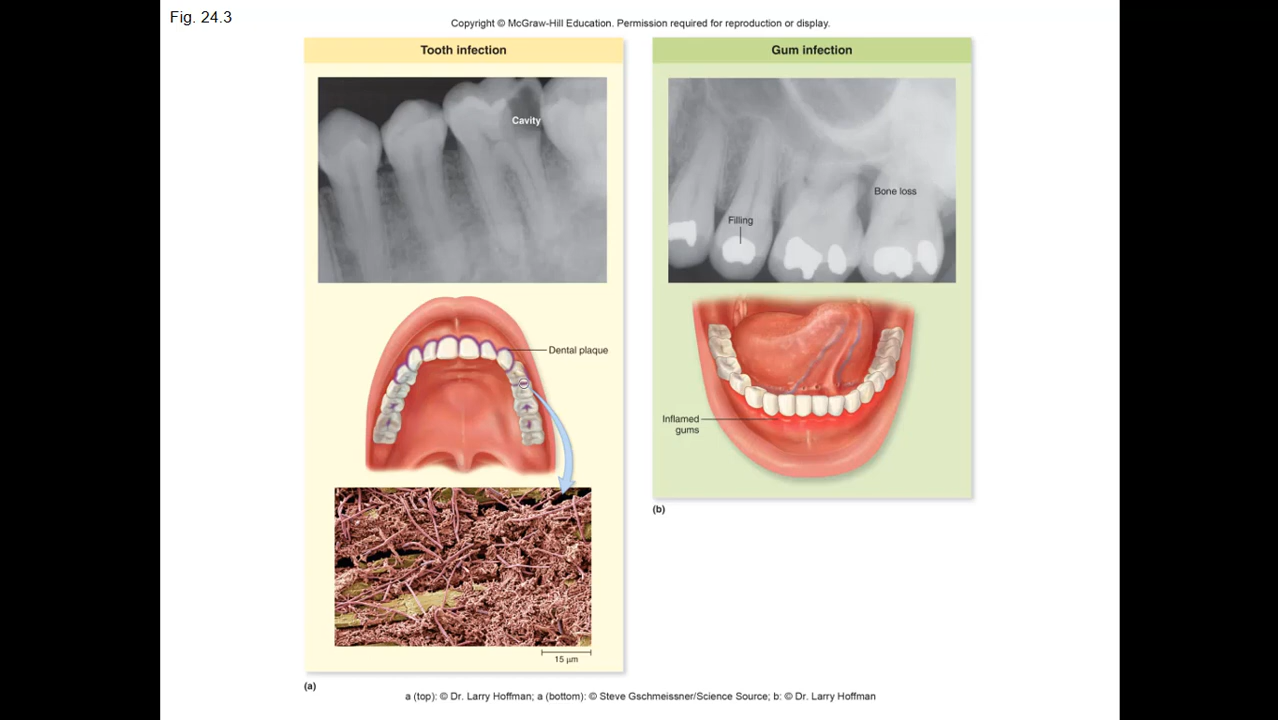 Fig. 24.3
Copyright © McGraw-Hill Education. Permission required for reproduction or display.
Tooth infection
Cavity
Dental plaque
15 µm
(a)
Gum infection
Bone loss
Filling
Inflamed
gums
(b)
a (top): © Dr. Larry Hoffman; a (bottom): © Steve Gschmeissner/Science Source; b: © Dr. Larry Hoffman